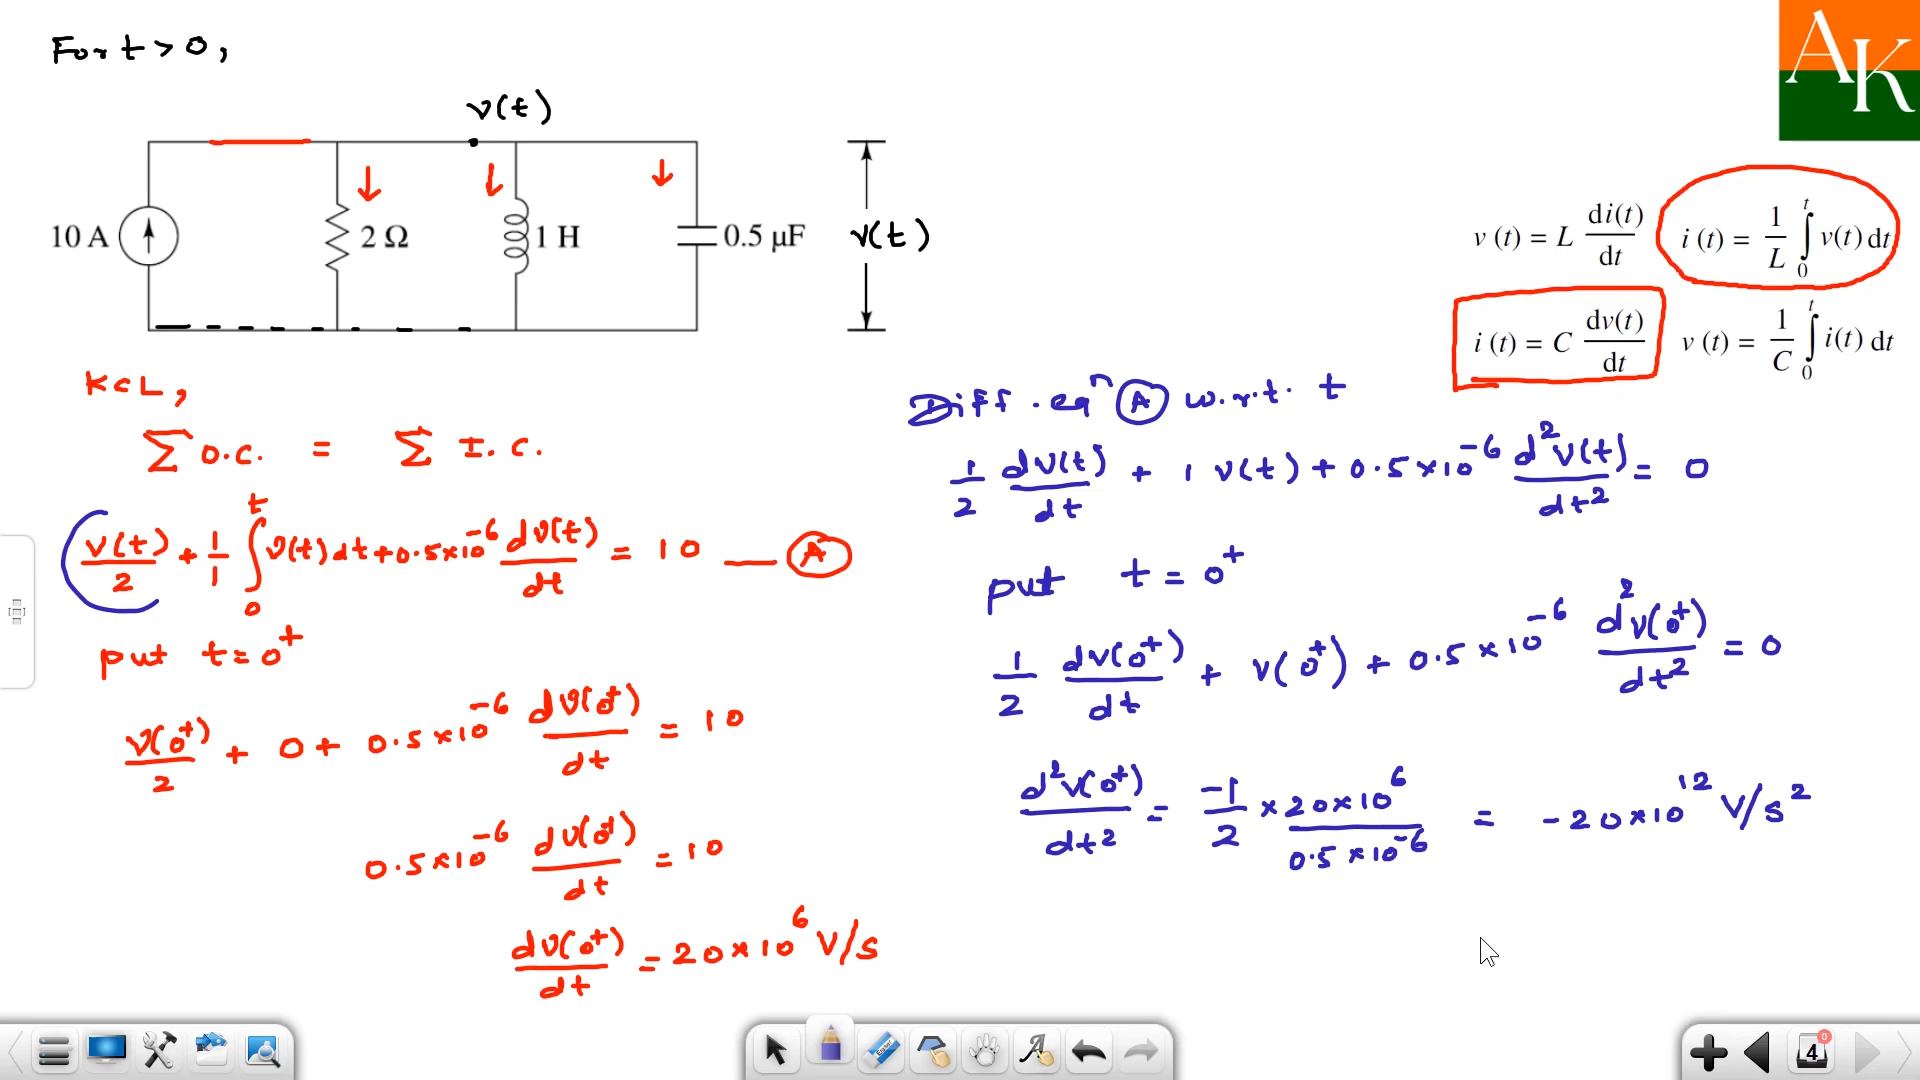 For t > 0,
v(t)
10 A
2 Ω
1 H
0.5 μF
v(t)
AK
v (t) = L di(t)/dt
i (t) = 1/L ∫₀ᵗ v(t) dt
i (t) = C dv(t)/dt
v (t) = 1/C ∫₀ᵗ i(t) dt
KCL,
∑ O.C. = ∑ I.C.
v(t)/2 + 1/1 ∫₀ᵗ v(t) dt + 0.5×10⁻⁶ dv(t)/dt = 10 — A
put t = 0⁺
v(0⁺)/2 + 0 + 0.5×10⁻⁶ dv(0⁺)/dt = 10
0.5×10⁻⁶ dv(0⁺)/dt = 10
dv(0⁺)/dt = 20×10⁶ V/s
Diff. eqⁿ A w.r.t. t
1/2 dv(t)/dt + 1 v(t) + 0.5×10⁻⁶ d²v(t)/dt² = 0
put t = 0⁺
1/2 dv(0⁺)/dt + v(0⁺) + 0.5×10⁻⁶ d²v(0⁺)/dt² = 0
d²v(0⁺)/dt² = -1/2 × 20×10⁶/0.5×10⁻⁶ = -20×10¹² V/s²
Eraser
A
4
0